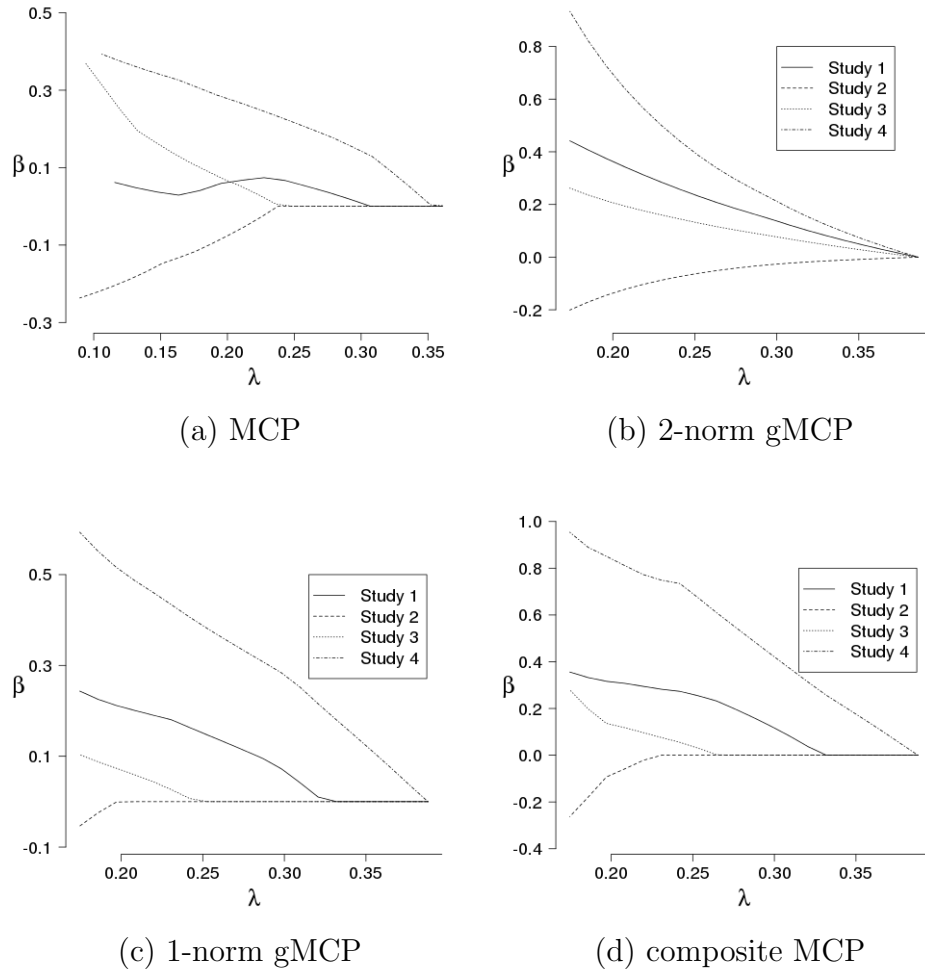 0.5
0.3
0.1
-0.1
-0.3
β
0.10 0.15 0.20 0.25 0.30 0.35
λ
(a) MCP
0.8
0.6
0.4
0.2
0.0
-0.2
β
Study 1
Study 2
Study 3
Study 4
0.20 0.25 0.30 0.35
λ
(b) 2-norm gMCP
0.5
0.3
0.1
-0.1
β
Study 1
Study 2
Study 3
Study 4
0.20 0.25 0.30 0.35
λ
(c) 1-norm gMCP
1.0
0.8
0.6
0.4
0.2
0.0
-0.2
-0.4
β
Study 1
Study 2
Study 3
Study 4
0.20 0.25 0.30 0.35
λ
(d) composite MCP